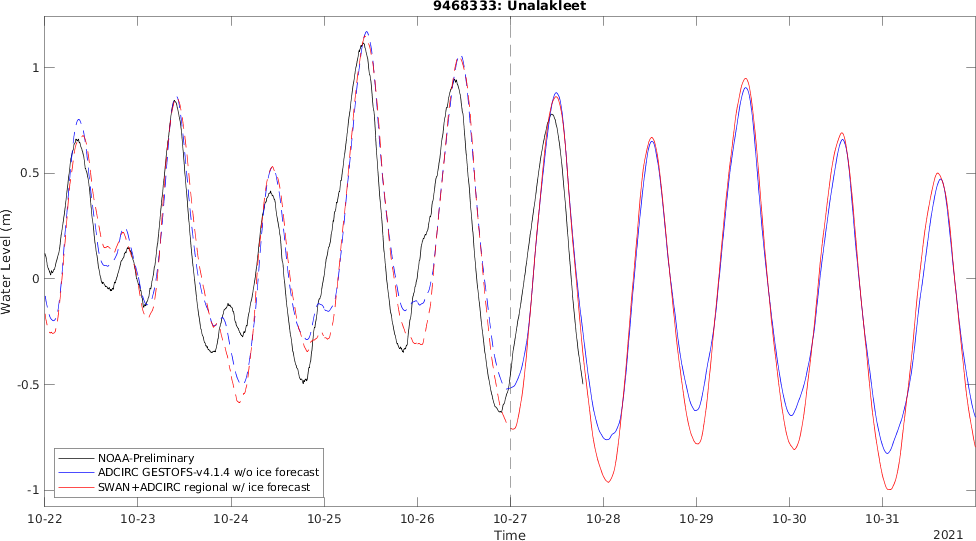 9468333: Unalakleet
Water Level (m)
1
0.5
0
-0.5
-1
NOAA-Preliminary
ADCIRC GESTOFS-v4.1.4 w/o ice forecast
SWAN+ADCIRC regional w/ ice forecast
10-22 10-23 10-24 10-25 10-26 10-27 10-28 10-29 10-30 10-31
Time
2021